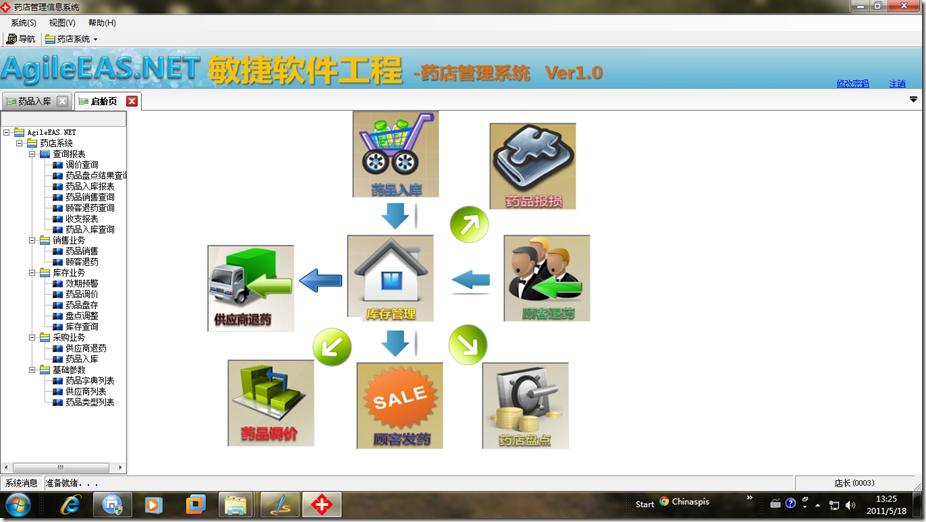 药店管理信息系统
系统(S) 视图(V) 帮助(H)
导航 药店系统
AgileEAS.NET 敏捷软件工程 -药店管理系统 Ver1.0
修改密码 注销
药品入库 启始页
AgileEAS.NET
药店系统
查询报表
调价查询
药品盘点结果查询
药品入库报表
药品销售查询
顾客退药查询
收支报表
药品入库查询
销售业务
药品销售
顾客退药
库存业务
效期预警
药品调价
药品盘存
盘点调整
库存查询
采购业务
供应商退药
药品入库
基础参数
药品字典列表
供应商列表
药品类型列表
药品入库
药品报损
供应商退药
库存管理
顾客退药
药品调价
SALE
顾客发药
药店盘点
系统消息 准备就绪...
店长(0003)
Start Chinaspis
13:25
2011/5/18